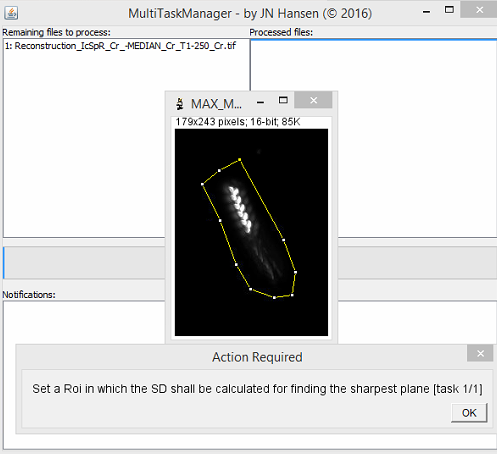 MultiTaskManager - by JN Hansen (© 2016)
Remaining files to process:
Processed files:
1: Reconstruction_IcSpR_Cr_-MEDIAN_Cr_T1-250_Cr.tif
MAX_M...
179x243 pixels; 16-bit; 85K
Notifications:
Action Required
Set a Roi in which the SD shall be calculated for finding the sharpest plane [task 1/1]
OK